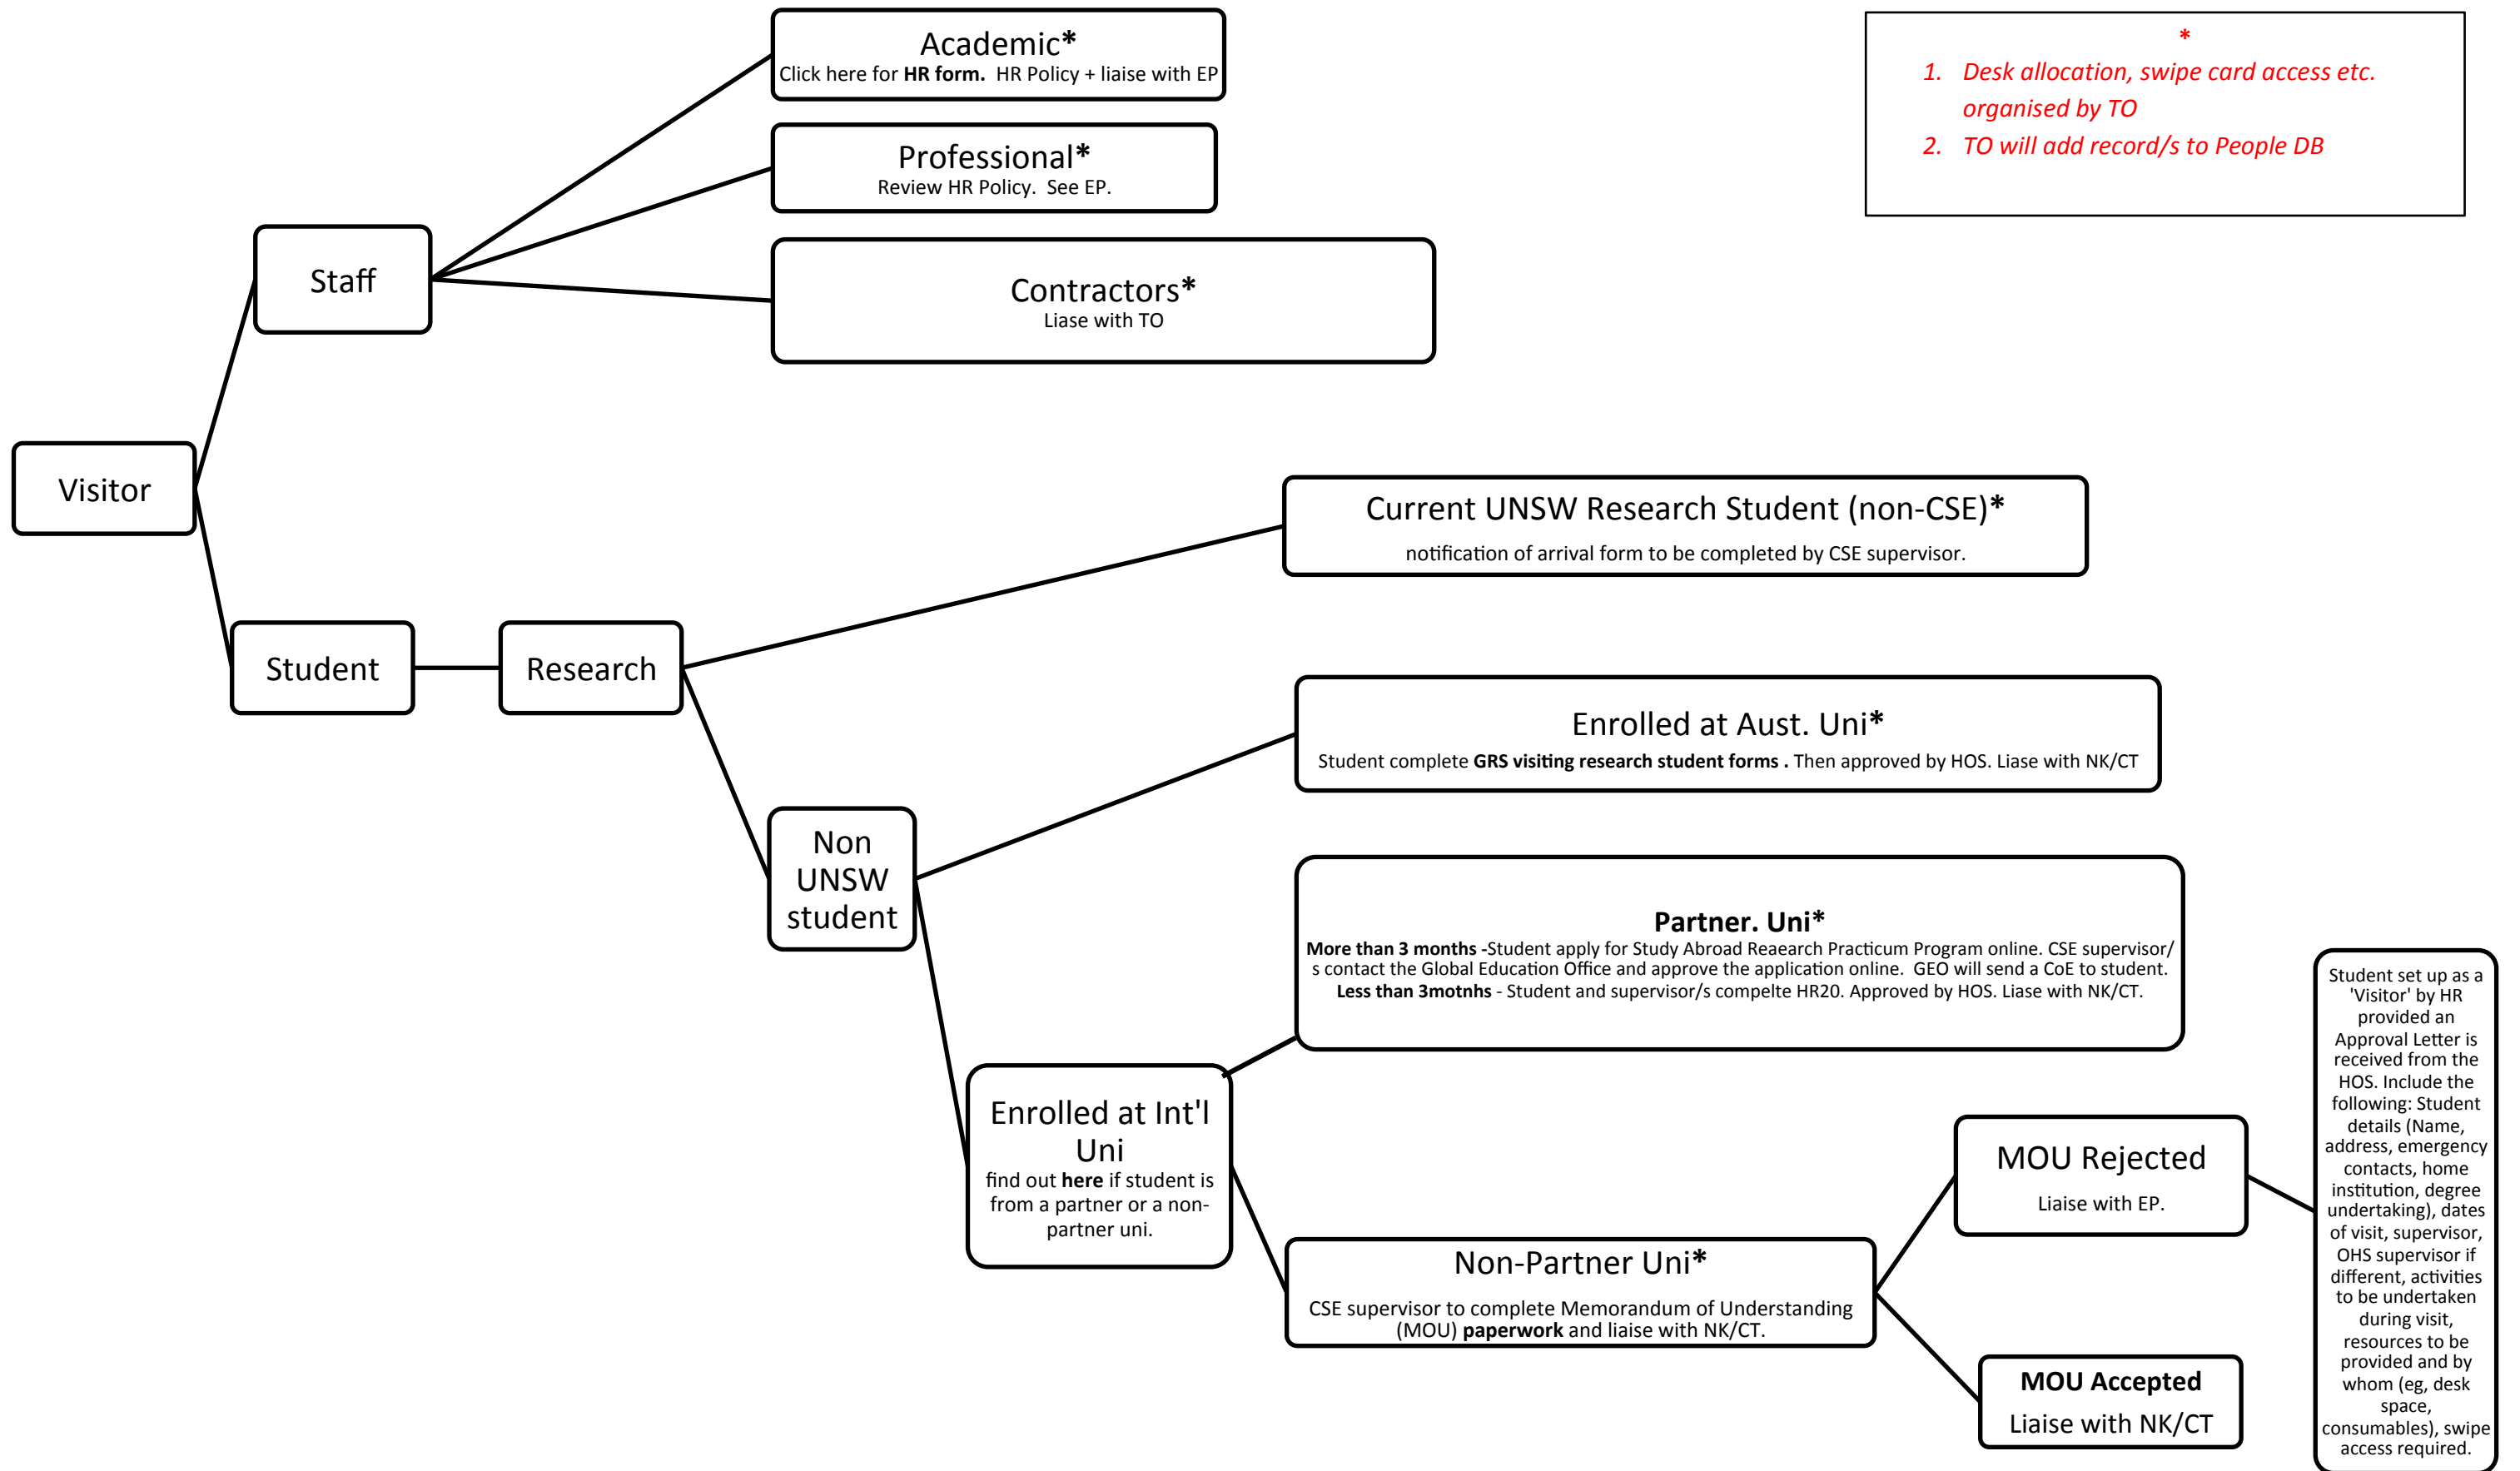 Academic*
Click here for HR form.  HR Policy + liaise with EP
*
1. Desk allocation, swipe card access etc.
organised by TO
2. TO will add record/s to People DB
Professional*
Review HR Policy.  See EP.
Staff
Contractors*
Liase with TO
Visitor
Current UNSW Research Student (non-CSE)*
notification of arrival form to be completed by CSE supervisor.
Student
Research
Enrolled at Aust. Uni*
Student complete GRS visiting research student forms . Then approved by HOS. Liase with NK/CT
Non
UNSW
student
Partner. Uni*
More than 3 months -Student apply for Study Abroad Reaearch Practicum Program online. CSE supervisor/
s contact the Global Education Office and approve the application online.  GEO will send a CoE to student.
Less than 3motnhs - Student and supervisor/s compelte HR20. Approved by HOS. Liase with NK/CT.
Enrolled at Int'l
Uni
find out here if student is
from a partner or a non-
partner uni.
Non-Partner Uni*
CSE supervisor to complete Memorandum of Understanding
(MOU) paperwork and liaise with NK/CT.
MOU Rejected
Liaise with EP.
MOU Accepted
Liaise with NK/CT
Student set up as a
'Visitor' by HR
provided an
Approval Letter is
received from the
HOS. Include the
following: Student
details (Name,
address, emergency
contacts, home
institution, degree
undertaking), dates
of visit, supervisor,
OHS supervisor if
different, activities
to be undertaken
during visit,
resources to be
provided and by
whom (eg, desk
space,
consumables), swipe
access required.